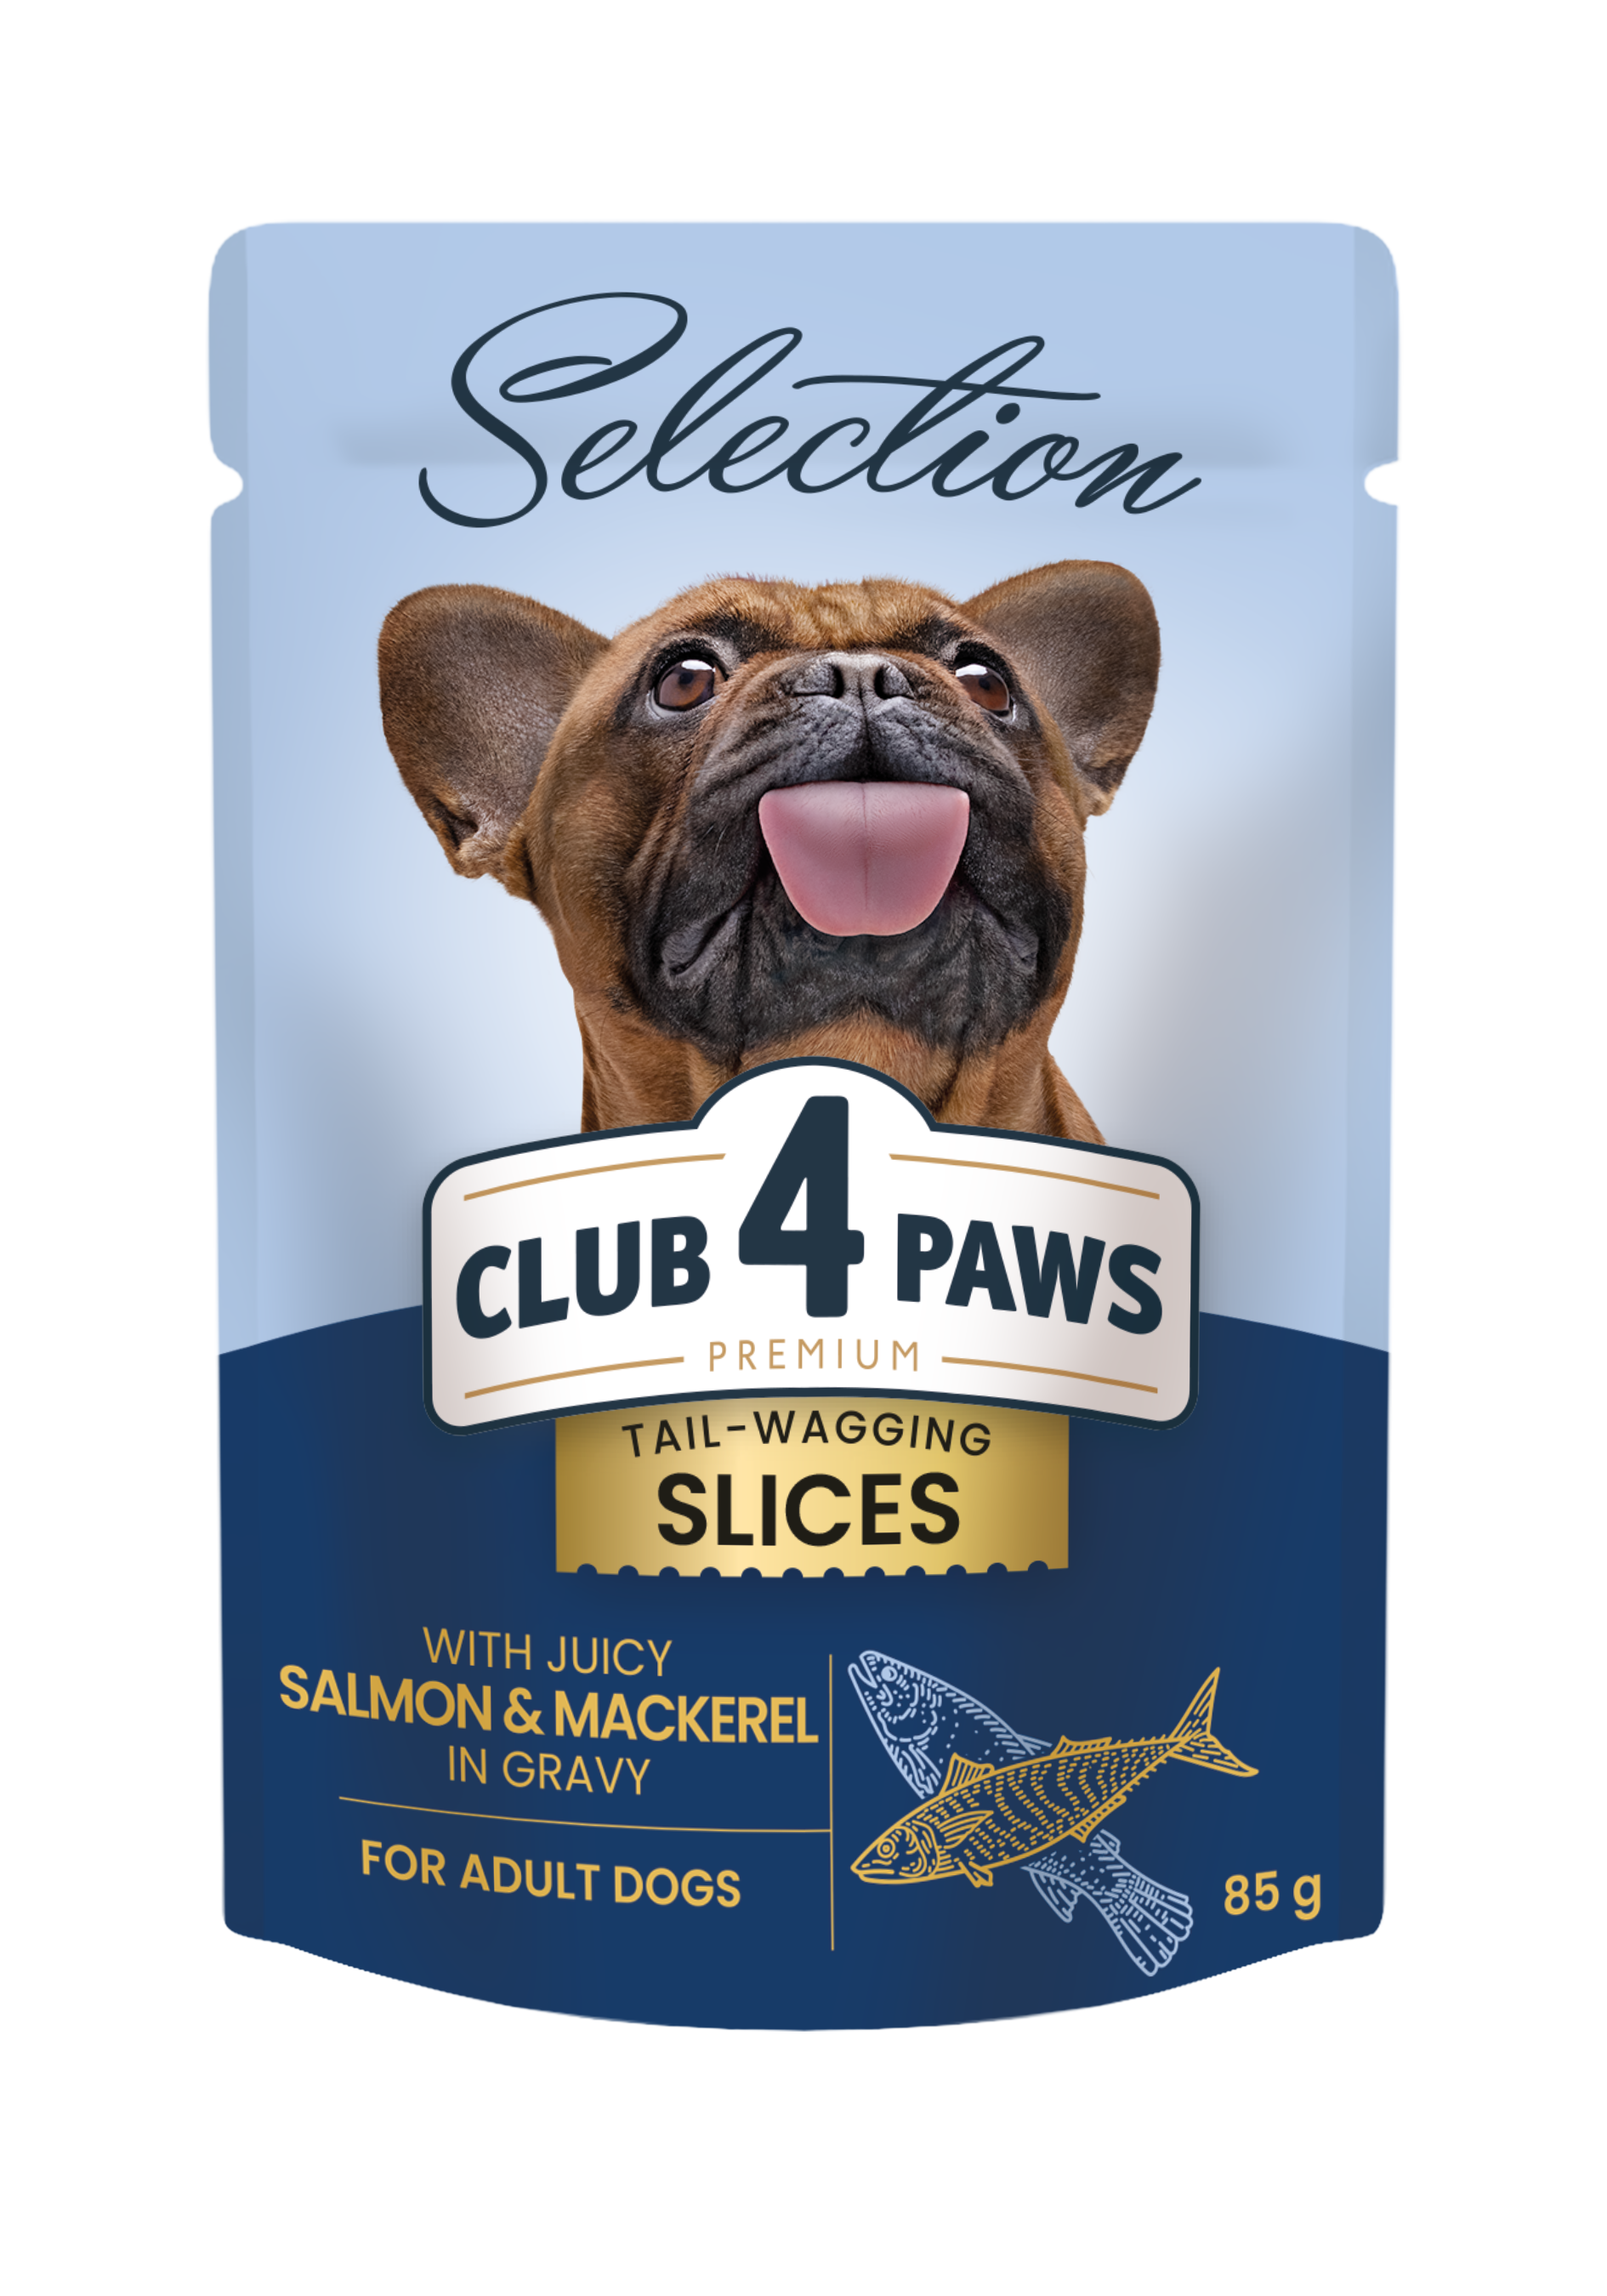 Selection
CLUB 4 PAWS
PREMIUM
TAIL-WAGGING
SLICES
WITH JUICY
SALMON & MACKEREL
IN GRAVY
FOR ADULT DOGS
85 g